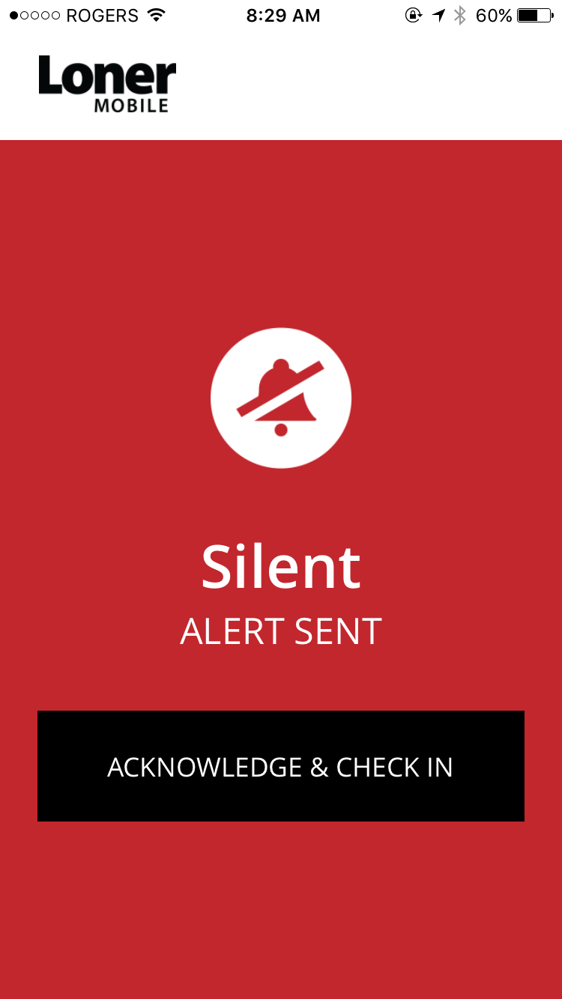 ROGERS 8:29 AM 60%
Loner
MOBILE
Silent
ALERT SENT
ACKNOWLEDGE & CHECK IN